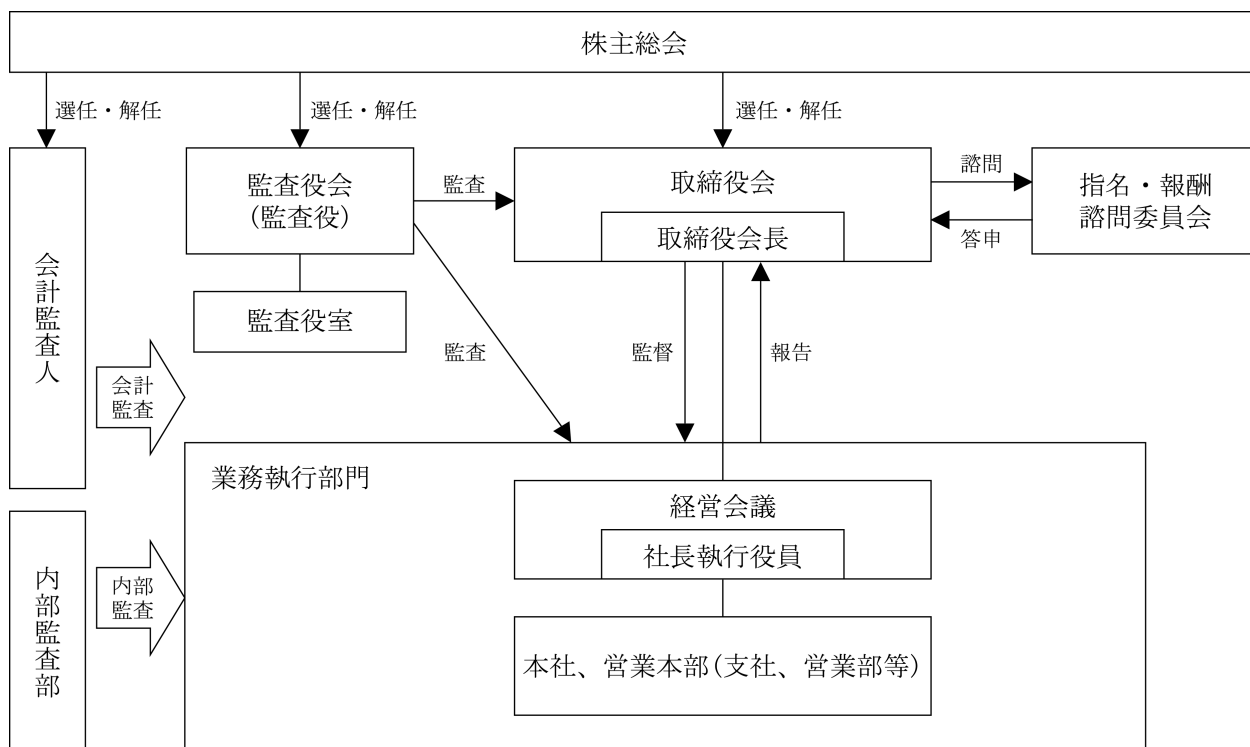 株主総会
選任・解任
選任・解任
選任・解任
会計監査人
監査役会
(監査役)
監査
取締役会
取締役会長
諮問
答申
指名・報酬
諮問委員会
監査役室
監査
監督
報告
会計
監査
業務執行部門
経営会議
社長執行役員
内部監査部
内部
監査
本社、営業本部(支社、営業部等)